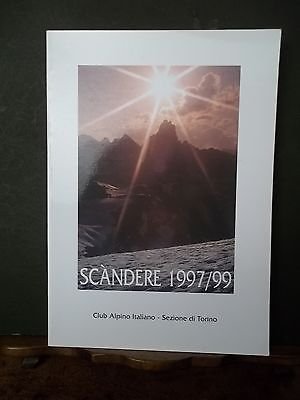 SCÀNDERE 1997/99
Club Alpino Italiano - Sezione di Torino